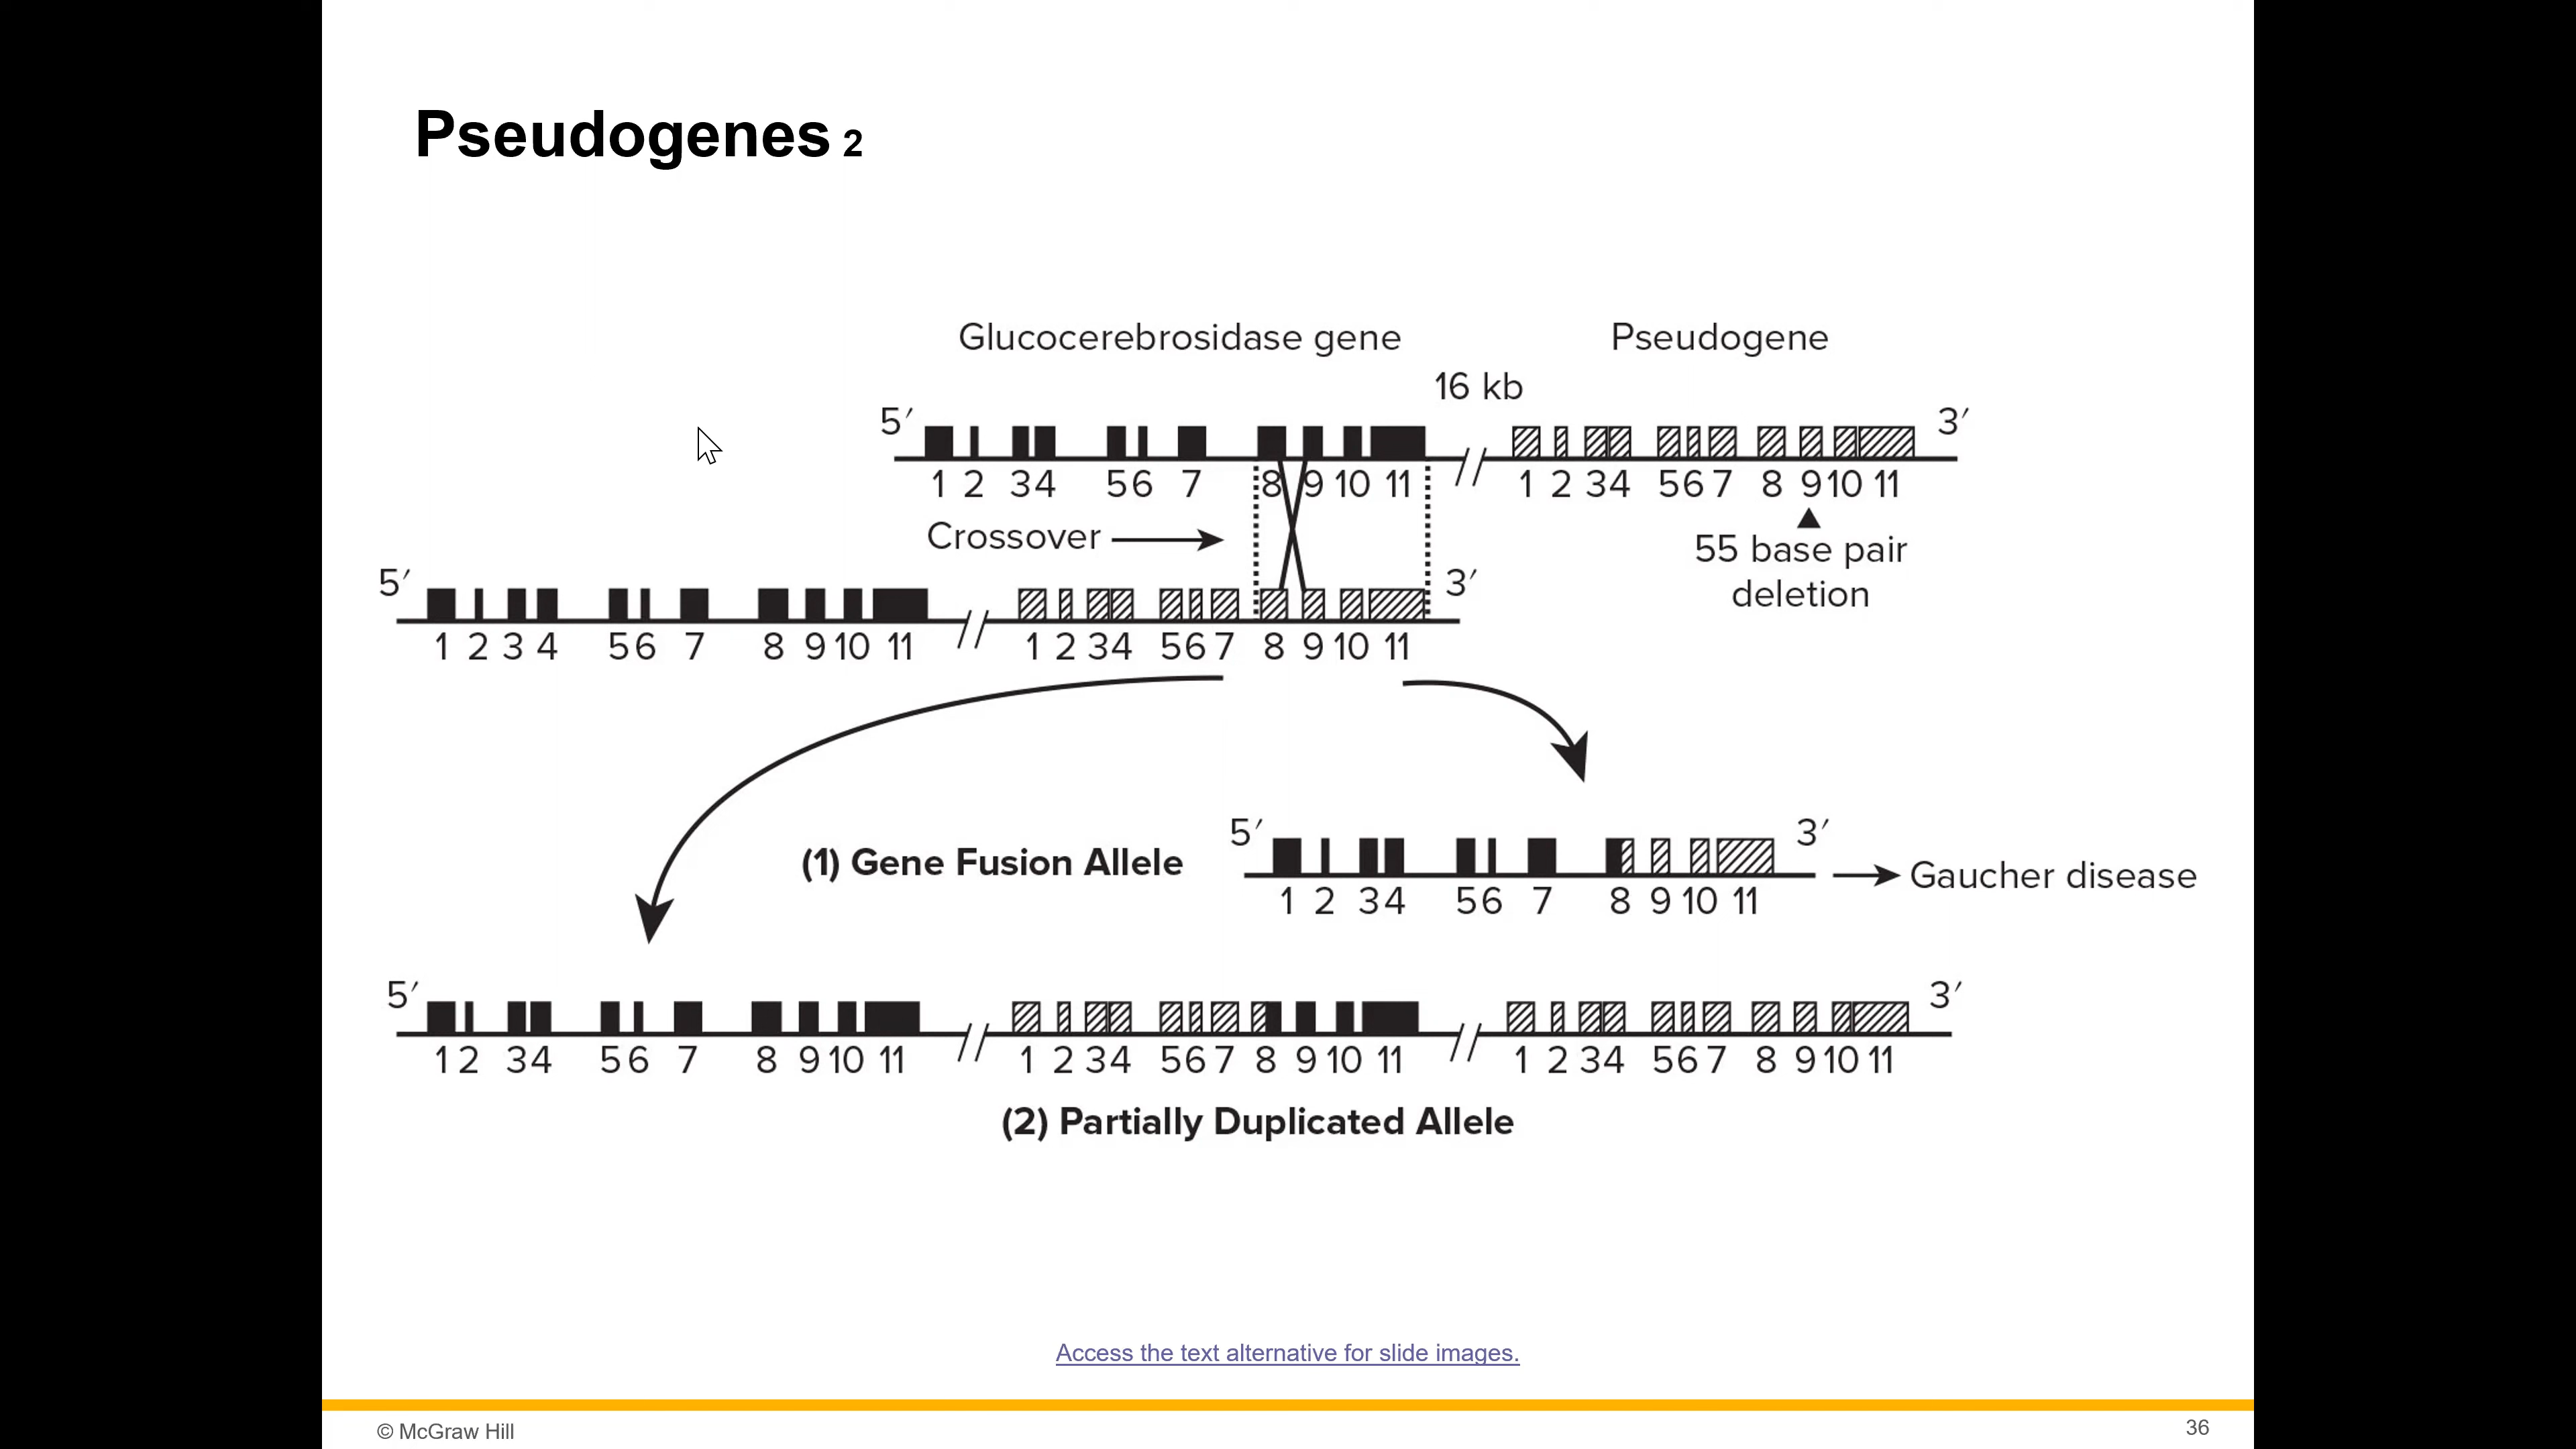 Pseudogenes 2
Glucocerebrosidase gene
Pseudogene
16 kb
5′
3′
1 2 3 4 5 6 7 8 9 10 11
1 2 3 4 5 6 7 8 9 10 11
Crossover
55 base pair
deletion
5′
3′
1 2 3 4 5 6 7 8 9 10 11
1 2 3 4 5 6 7 8 9 10 11
(1) Gene Fusion Allele
5′
3′
Gaucher disease
1 2 3 4 5 6 7 8 9 10 11
5′
3′
1 2 3 4 5 6 7 8 9 10 11
1 2 3 4 5 6 7 8 9 10 11
1 2 3 4 5 6 7 8 9 10 11
(2) Partially Duplicated Allele
Access the text alternative for slide images.
© McGraw Hill
36